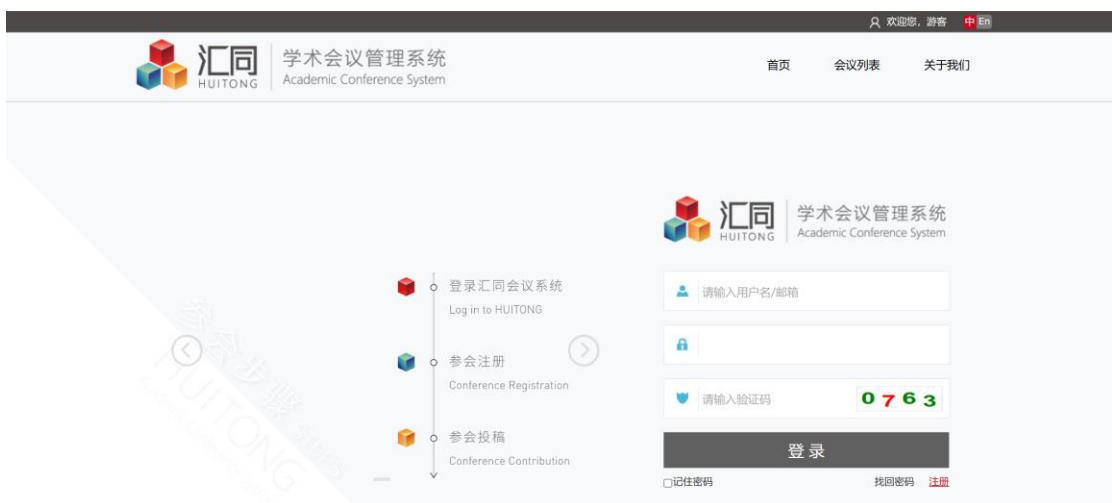 欢迎您，游客 中 En
汇同
HUITONG
学术会议管理系统
Academic Conference System
首页 会议列表 关于我们
汇同
HUITONG
学术会议管理系统
Academic Conference System
登录汇同会议系统
Log in to HUITONG
参会注册
Conference Registration
参会投稿
Conference Contribution
参会步骤
HUITONG
请输入用户名/邮箱
请输入验证码 0763
登录
记住密码 找回密码 注册